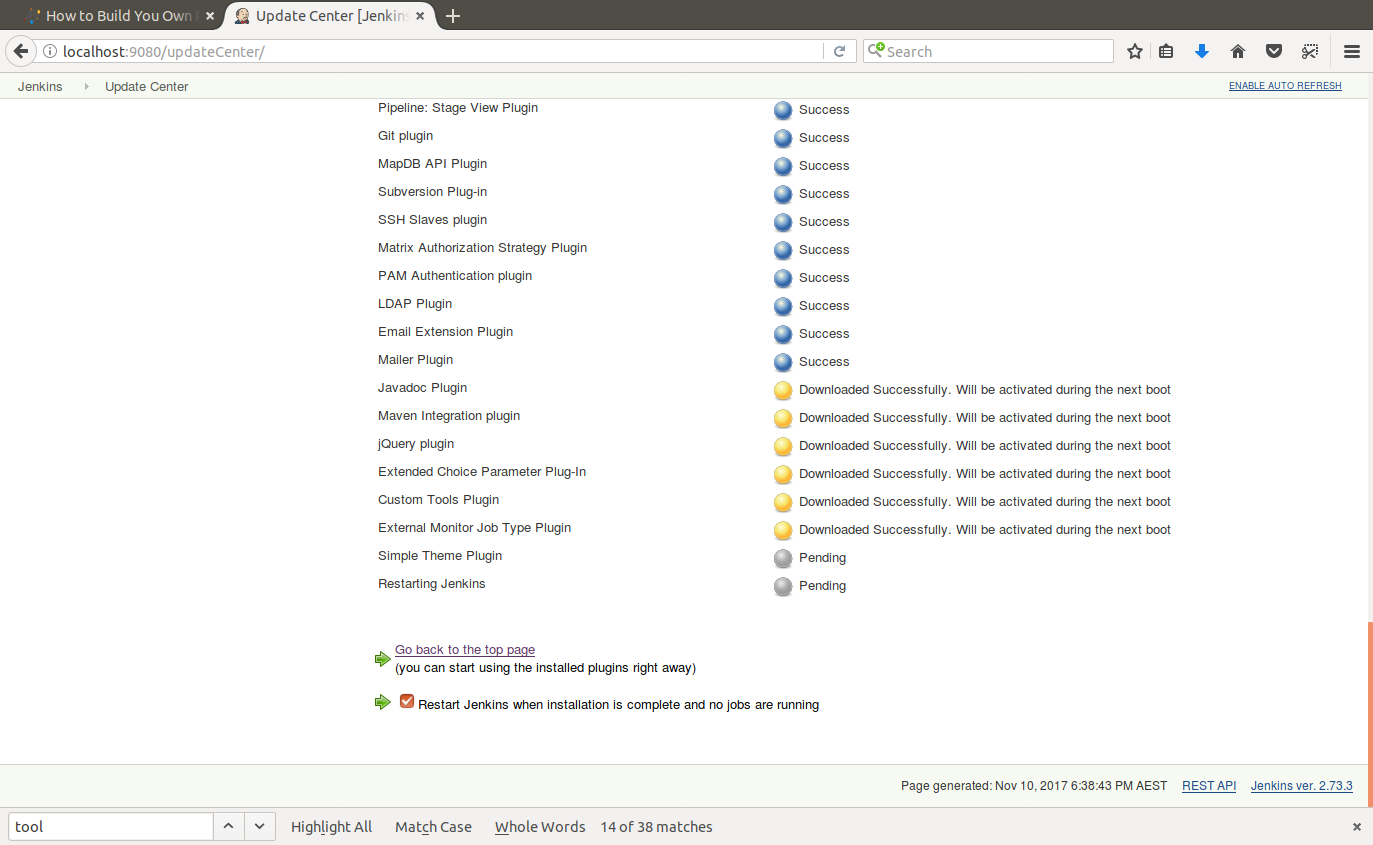 How to Build You Own
Update Center [Jenkins
localhost:9080/updateCenter/
Search
Jenkins
Update Center
ENABLE AUTO REFRESH
Pipeline: Stage View Plugin Success
Git plugin Success
MapDB API Plugin Success
Subversion Plug-in Success
SSH Slaves plugin Success
Matrix Authorization Strategy Plugin Success
PAM Authentication plugin Success
LDAP Plugin Success
Email Extension Plugin Success
Mailer Plugin Success
Javadoc Plugin Downloaded Successfully. Will be activated during the next boot
Maven Integration plugin Downloaded Successfully. Will be activated during the next boot
jQuery plugin Downloaded Successfully. Will be activated during the next boot
Extended Choice Parameter Plug-In Downloaded Successfully. Will be activated during the next boot
Custom Tools Plugin Downloaded Successfully. Will be activated during the next boot
External Monitor Job Type Plugin Downloaded Successfully. Will be activated during the next boot
Simple Theme Plugin Pending
Restarting Jenkins Pending
Go back to the top page
(you can start using the installed plugins right away)
Restart Jenkins when installation is complete and no jobs are running
Page generated: Nov 10, 2017 6:38:43 PM AEST REST API Jenkins ver. 2.73.3
tool Highlight All Match Case Whole Words 14 of 38 matches